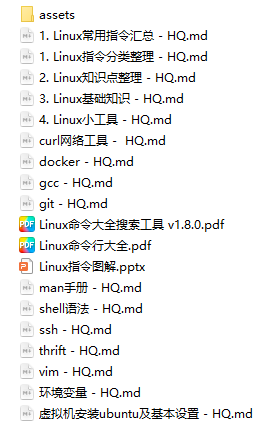 assets
1. Linux常用指令汇总 - HQ.md
1. Linux指令分类整理 - HQ.md
2. Linux知识点整理 - HQ.md
3. Linux基础知识 - HQ.md
4. Linux小工具 - HQ.md
curl网络工具 -  HQ.md
docker - HQ.md
gcc - HQ.md
git - HQ.md
Linux命令大全搜索工具 v1.8.0.pdf
Linux命令行大全.pdf
Linux指令图解.pptx
man手册 - HQ.md
shell语法 - HQ.md
ssh - HQ.md
thrift - HQ.md
vim - HQ.md
环境变量 - HQ.md
虚拟机安装ubuntu及基本设置 - HQ.md